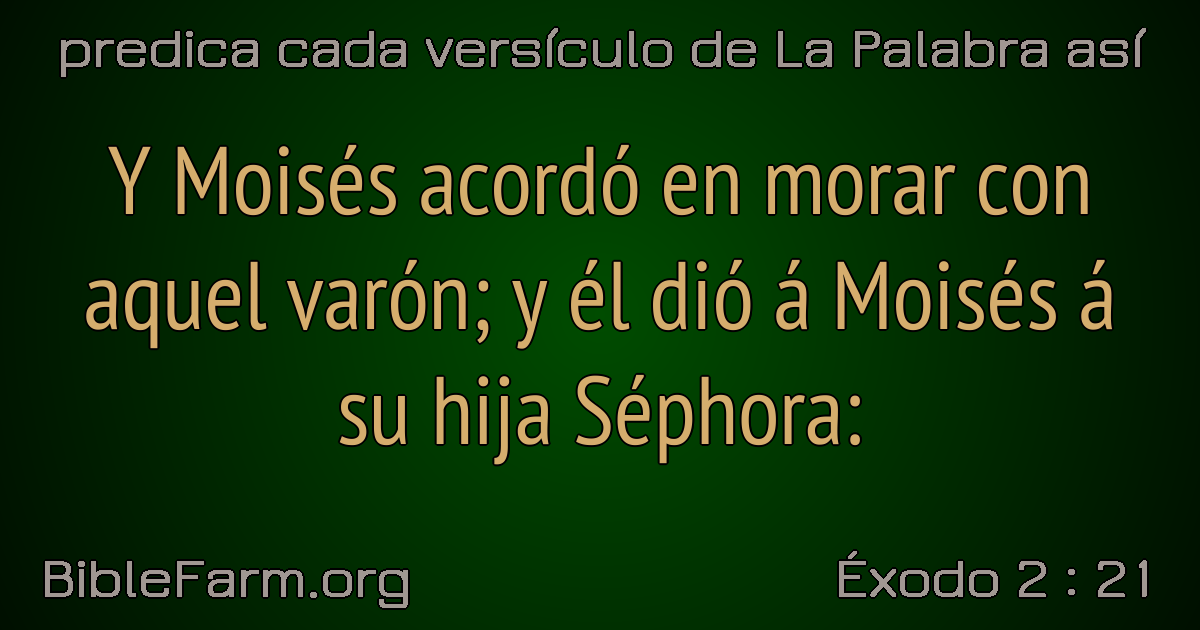 predica cada versículo de La Palabra así
Y Moisés acordó en morar con
aquel varón; y él dió á Moisés á
su hija Séphora:
BibleFarm.org
Éxodo 2 : 21